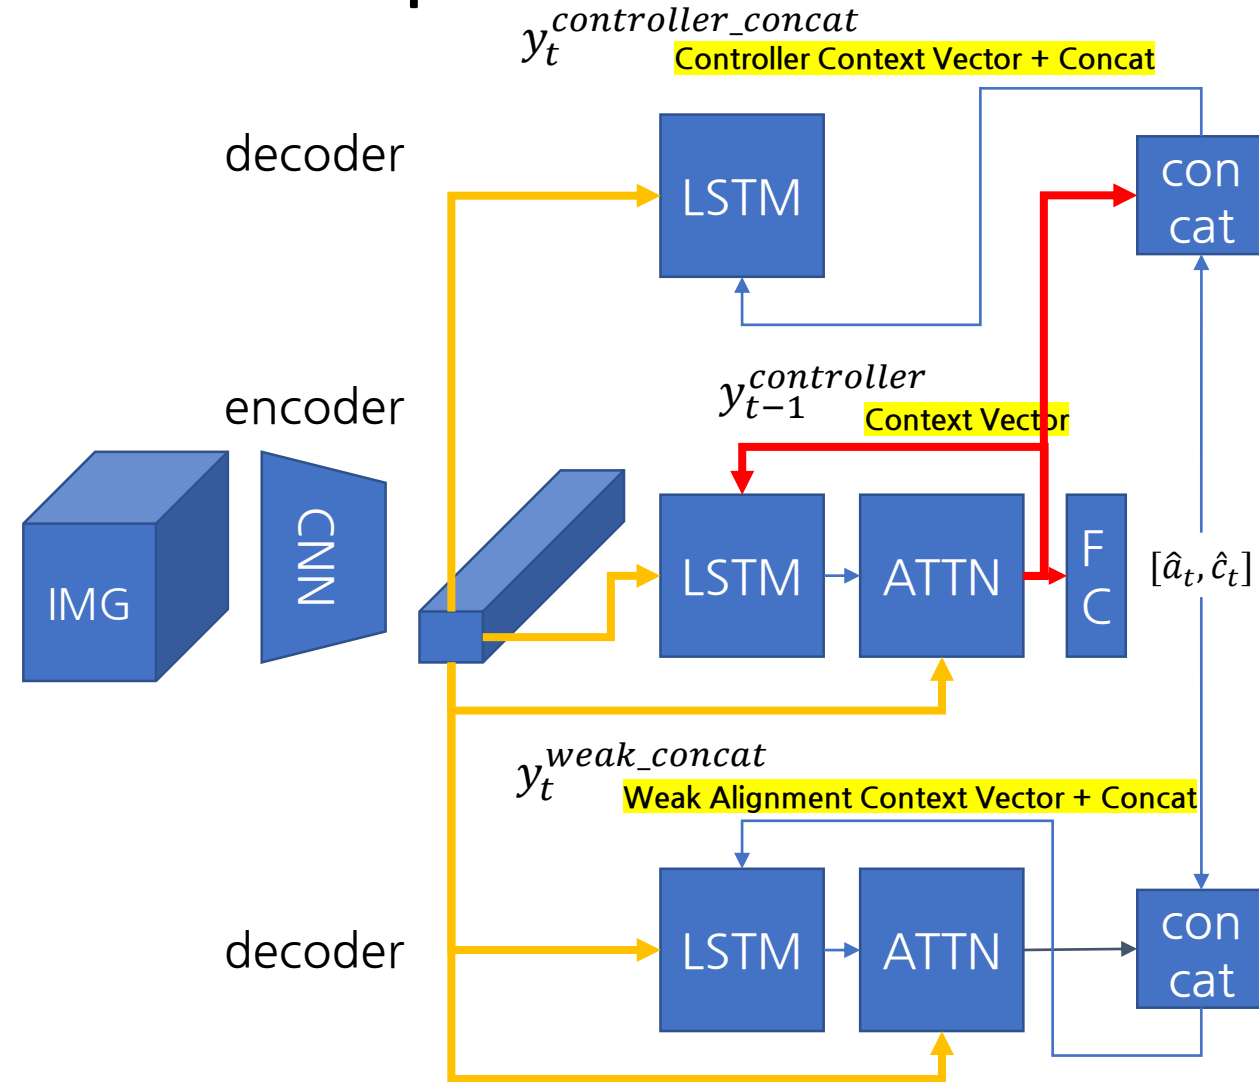 y_t^{controller_concat}
Controller Context Vector + Concat
decoder
LSTM
con
cat
y_{t−1}^{controller}
encoder
Context Vector
IMG
CNN
LSTM
ATTN
F
C
[â_t, ĉ_t]
y_t^{weak_concat}
Weak Alignment Context Vector + Concat
decoder
LSTM
ATTN
con
cat